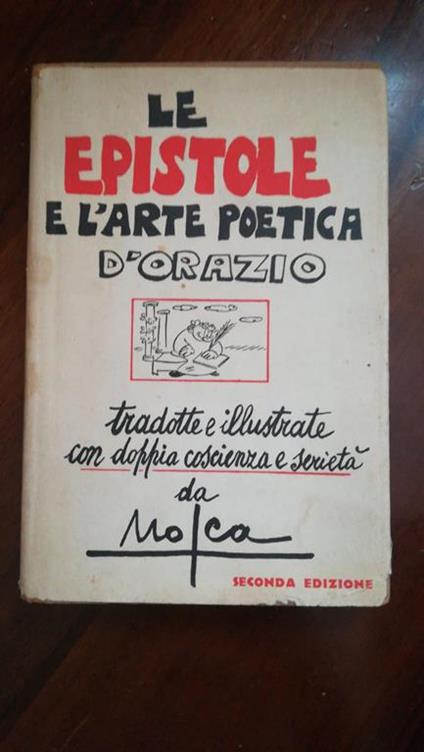 LE
EPISTOLE
E L'ARTE POETICA
D'ORAZIO
tradotte e illustrate
con doppia coscienza e serietà
da
Mosca
SECONDA EDIZIONE